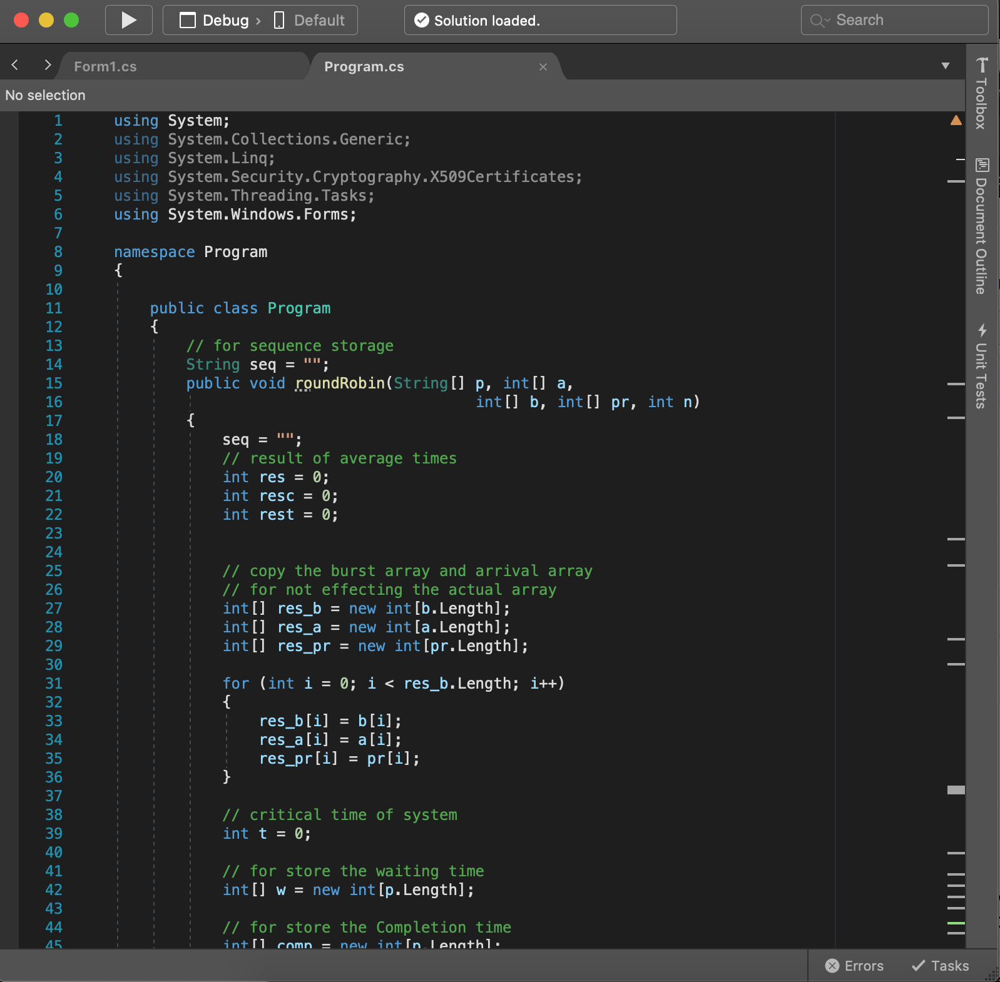 Debug › Default
Solution loaded.
Search
Form1.cs
Program.cs
No selection
1 using System;
2 using System.Collections.Generic;
3 using System.Linq;
4 using System.Security.Cryptography.X509Certificates;
5 using System.Threading.Tasks;
6 using System.Windows.Forms;
7
8 namespace Program
9 {
10
11 public class Program
12 {
13 // for sequence storage
14 String seq = "";
15 public void roundRobin(String[] p, int[] a,
16 int[] b, int[] pr, int n)
17 {
18 seq = "";
19 // result of average times
20 int res = 0;
21 int resc = 0;
22 int rest = 0;
23
24
25 // copy the burst array and arrival array
26 // for not effecting the actual array
27 int[] res_b = new int[b.Length];
28 int[] res_a = new int[a.Length];
29 int[] res_pr = new int[pr.Length];
30
31 for (int i = 0; i < res_b.Length; i++)
32 {
33 res_b[i] = b[i];
34 res_a[i] = a[i];
35 res_pr[i] = pr[i];
36 }
37
38 // critical time of system
39 int t = 0;
40
41 // for store the waiting time
42 int[] w = new int[p.Length];
43
44 // for store the Completion time
45 int[] comp = new int[p.Length];
Toolbox
Document Outline
Unit Tests
Errors
Tasks